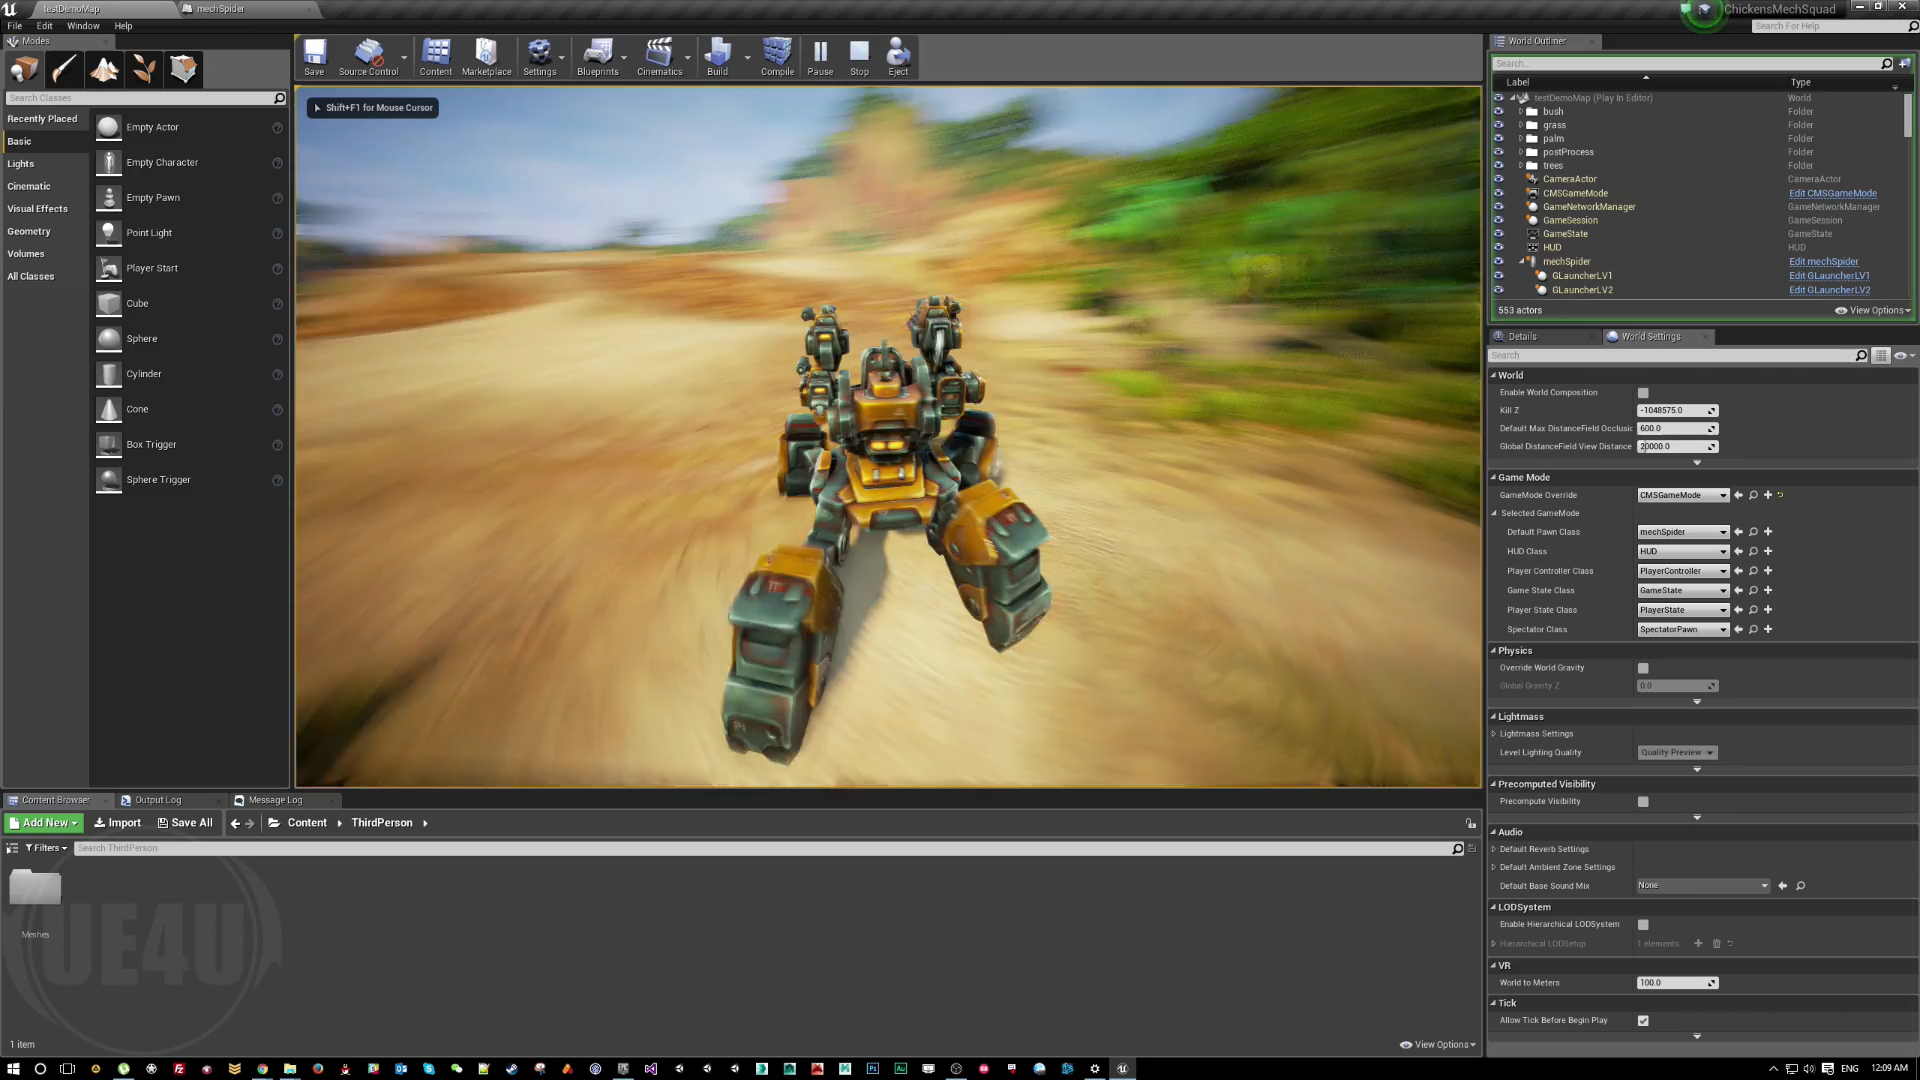 testDemoMap
mechSpider
ChickensMechSquad
File Edit Window Help
Search For Help
Modes
Search Classes
Recently Placed
Basic
Lights
Cinematic
Visual Effects
Geometry
Volumes
All Classes
Empty Actor
Empty Character
Empty Pawn
Point Light
Player Start
Cube
Sphere
Cylinder
Cone
Box Trigger
Sphere Trigger
Save Source Control Content Marketplace Settings Blueprints Cinematics Build Compile Pause Stop Eject
Shift+F1 for Mouse Cursor
World Outliner
Search...
Label Type
testDemoMap (Play In Editor) World
bush Folder
grass Folder
palm Folder
postProcess Folder
trees Folder
CameraActor CameraActor
CMSGameMode Edit CMSGameMode
GameNetworkManager GameNetworkManager
GameSession GameSession
GameState GameState
HUD HUD
mechSpider Edit mechSpider
GLauncherLV1 Edit GLauncherLV1
GLauncherLV2 Edit GLauncherLV2
553 actors View Options
Details World Settings
Search
World
Enable World Composition
Kill Z -1048575.0
Default Max DistanceField Occlusic 600.0
Global DistanceField View Distance 20000.0
Game Mode
GameMode Override CMSGameMode
Selected GameMode
Default Pawn Class mechSpider
HUD Class HUD
Player Controller Class PlayerController
Game State Class GameState
Player State Class PlayerState
Spectator Class SpectatorPawn
Physics
Override World Gravity
Global Gravity Z 0.0
Lightmass
Lightmass Settings
Level Lighting Quality Quality Preview
Precomputed Visibility
Precompute Visibility
Audio
Default Reverb Settings
Default Ambient Zone Settings
Default Base Sound Mix None
LODSystem
Enable Hierarchical LODSystem
Hierarchical LODSetup 1 elements
VR
World to Meters 100.0
Tick
Allow Tick Before Begin Play
Content Browser Output Log Message Log
Add New Import Save All Content ThirdPerson
Filters Search ThirdPerson
Meshes
UE4U
1 item View Options
ENG 12:09 AM